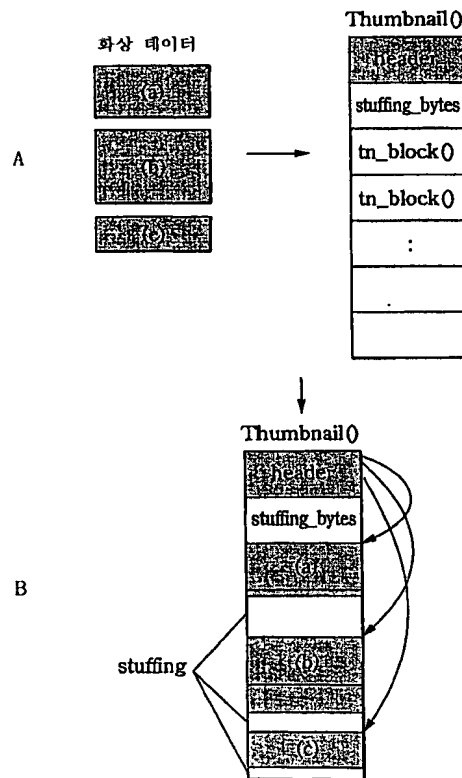 화상 데이터
(a)
(b)
(c)
A
Thumbnail()
header
stuffing_bytes
tn_block()
tn_block()
:
Thumbnail()
header
stuffing_bytes
(a)
(b)
(c)
B
stuffing